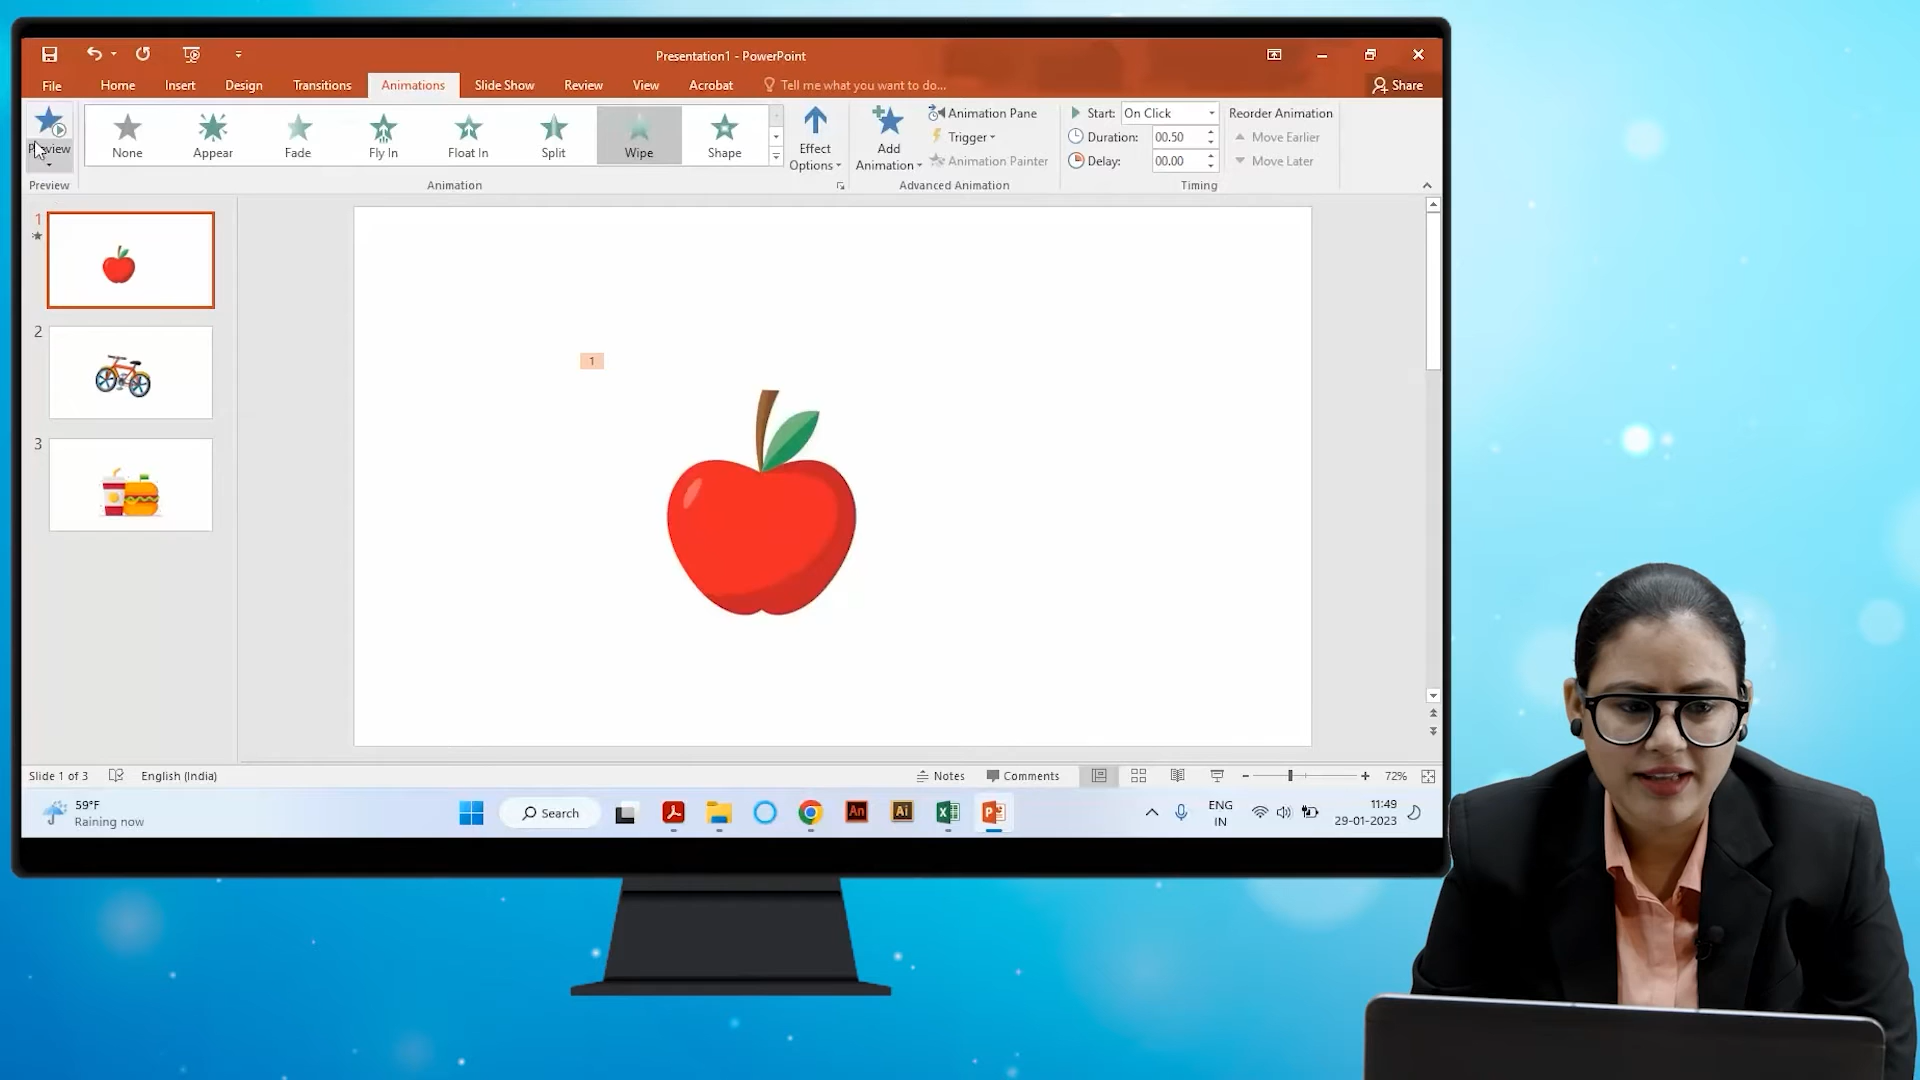 Presentation1 - PowerPoint
File Home Insert Design Transitions Animations Slide Show Review View Acrobat Tell me what you want to do... Share
None Appear Fade Fly In Float In Split Wipe Shape
Effect Options
Add Animation
Animation Pane
Trigger
Animation Painter
Start: On Click
Duration: 00.50
Delay: 00.00
Reorder Animation
Move Earlier
Move Later
Preview Animation Advanced Animation Timing
1
2
3
1
Slide 1 of 3 English (India) Notes Comments 72%
59°F
Raining now
Search
An
Ai
ENG
IN
11:49
29-01-2023